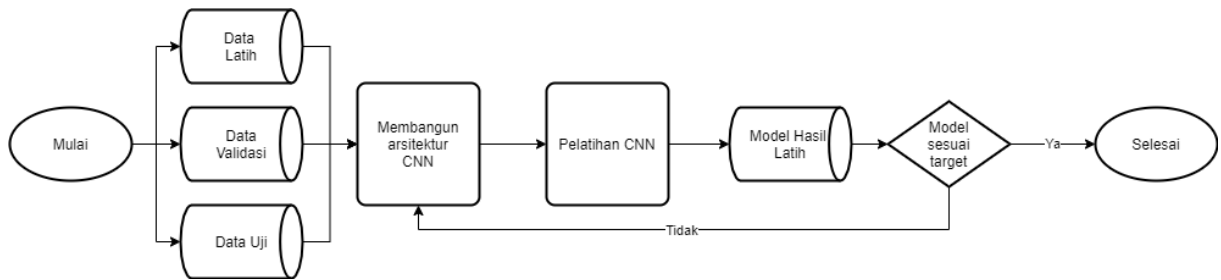 Mulai
Data
Latih
Data
Validasi
Data Uji
Membangun
arsitektur
CNN
Pelatihan CNN
Model Hasil
Latih
Model
sesuai
target
Ya
Selesai
Tidak